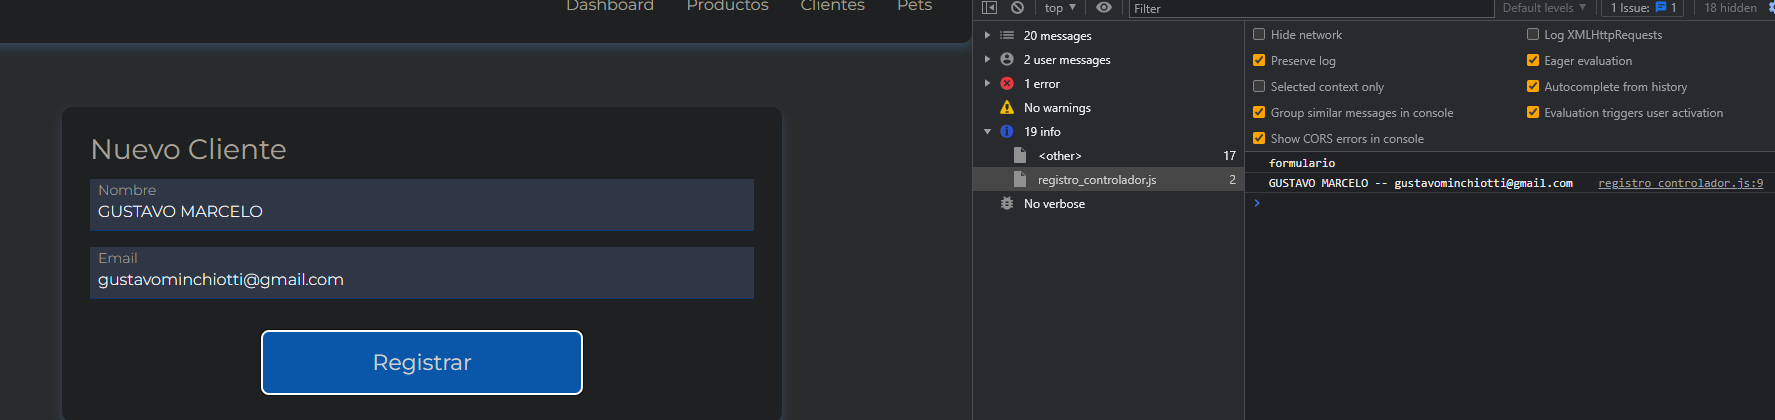 Dashboard Productos Clientes Pets
Nuevo Cliente
Nombre
GUSTAVO MARCELO
Email
gustavominchiotti@gmail.com
Registrar
top ▼ Filter Default levels ▼ 1 Issue: 1 18 hidden
20 messages
2 user messages
1 error
No warnings
19 info
<other> 17
registro_controlador.js 2
No verbose
Hide network Log XMLHttpRequests
Preserve log Eager evaluation
Selected context only Autocomplete from history
Group similar messages in console Evaluation triggers user activation
Show CORS errors in console
formulario
GUSTAVO MARCELO -- gustavominchiotti@gmail.com registro_controlador.js:9